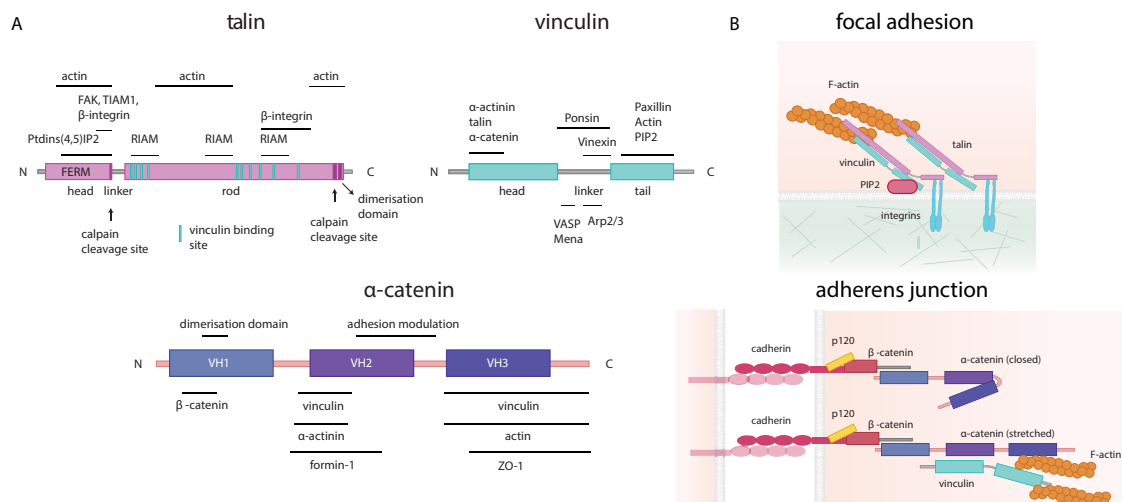 A
talin
vinculin
B
focal adhesion
actin
actin
actin
FAK, TIAM1,
β-integrin
Ptdins(4,5)IP2
RIAM
RIAM
β-integrin
RIAM
N
FERM
C
head
linker
rod
calpain
cleavage site
vinculin binding
site
calpain
cleavage site
dimerisation
domain
α-actinin
talin
α-catenin
Ponsin
Vinexin
Paxillin
Actin
PIP2
N
C
head
linker
tail
VASP
Mena
Arp2/3
F-actin
talin
vinculin
PIP2
integrins
α-catenin
dimerisation domain
adhesion modulation
N
VH1
VH2
VH3
C
β-catenin
vinculin
vinculin
α-actinin
actin
formin-1
ZO-1
adherens junction
cadherin
p120
β-catenin
α-catenin (closed)
cadherin
p120
β-catenin
α-catenin (stretched)
F-actin
vinculin